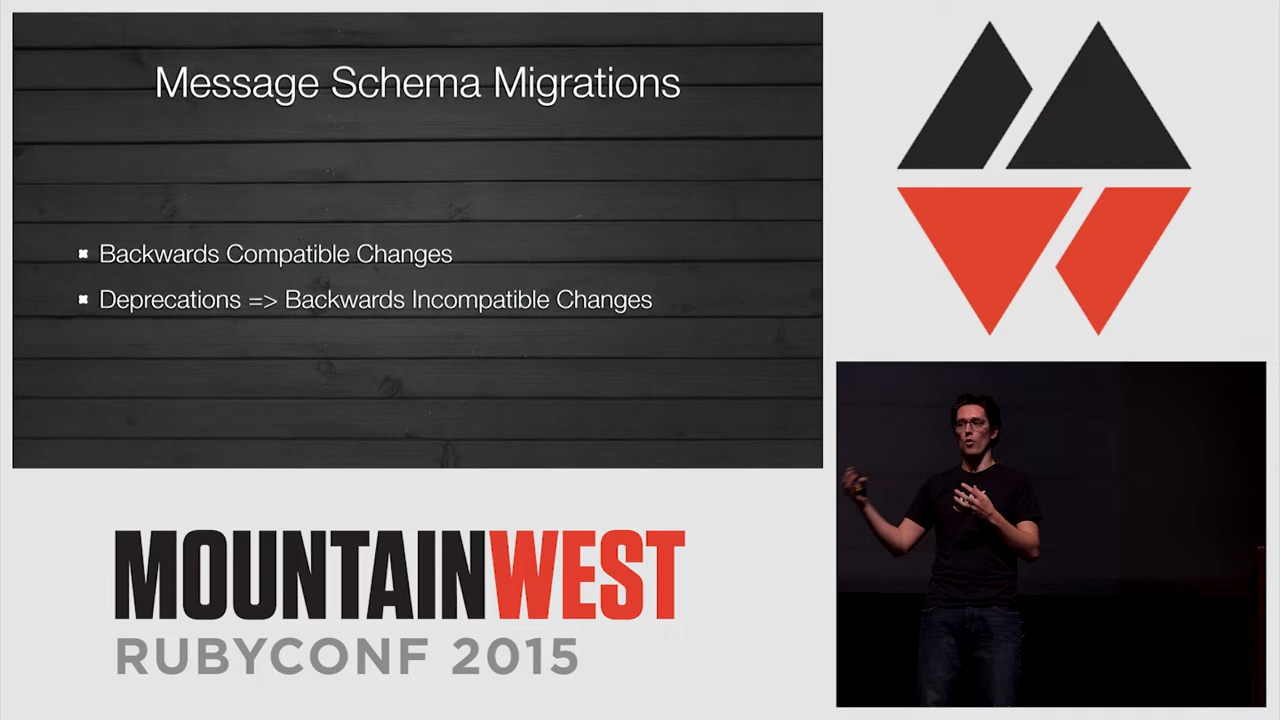 Message Schema Migrations
Backwards Compatible Changes
Deprecations => Backwards Incompatible Changes
MOUNTAINWEST
RUBYCONF 2015